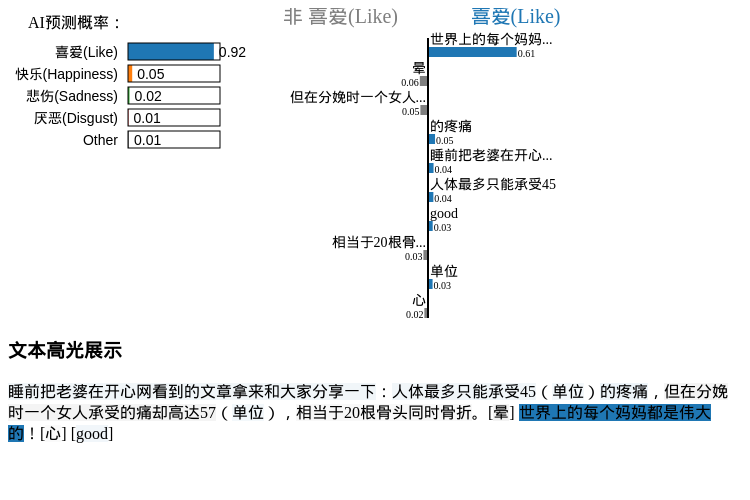 AI预测概率：
喜爱(Like) 0.92
快乐(Happiness) 0.05
悲伤(Sadness) 0.02
厌恶(Disgust) 0.01
Other 0.01
非 喜爱(Like) 喜爱(Like)
世界上的每个妈妈...
0.61
晕
0.06
但在分娩时一个女人...
0.05
的疼痛
0.05
睡前把老婆在开心...
0.04
人体最多只能承受45
0.04
good
0.03
相当于20根骨...
0.03
单位
0.03
心
0.02
文本高光展示
睡前把老婆在开心网看到的文章拿来和大家分享一下：人体最多只能承受45（单位）的疼痛，但在分娩
时一个女人承受的痛却高达57（单位），相当于20根骨头同时骨折。[晕] 世界上的每个妈妈都是伟大
的！[心] [good]